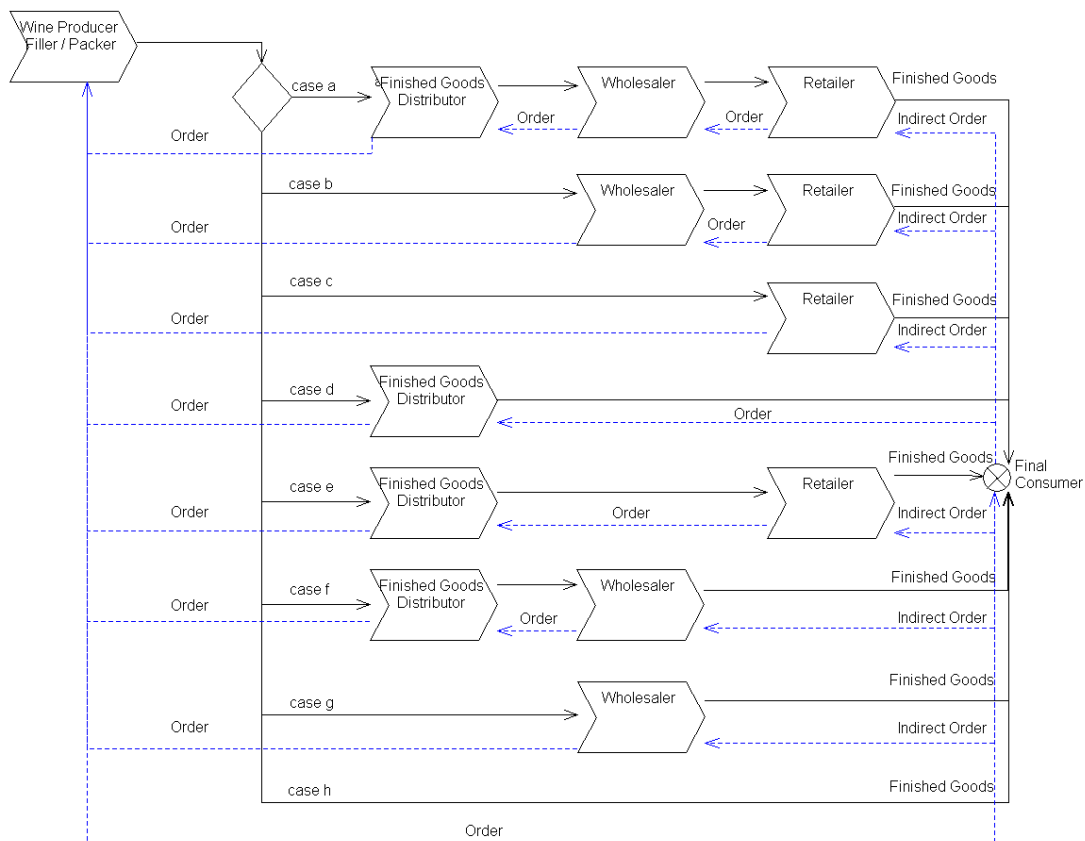 Wine Producer
Filler / Packer
case a
Finished Goods
Distributor
Wholesaler
Retailer
Finished Goods
Order
Order
Order
Indirect Order
case b
Wholesaler
Retailer
Finished Goods
Order
Order
Indirect Order
case c
Retailer
Finished Goods
Order
Indirect Order
case d
Finished Goods
Distributor
Order
Order
Finished Goods
Final
Consumer
case e
Finished Goods
Distributor
Retailer
Order
Order
Indirect Order
case f
Finished Goods
Distributor
Wholesaler
Finished Goods
Order
Order
Indirect Order
case g
Wholesaler
Finished Goods
Order
Indirect Order
case h
Finished Goods
Order